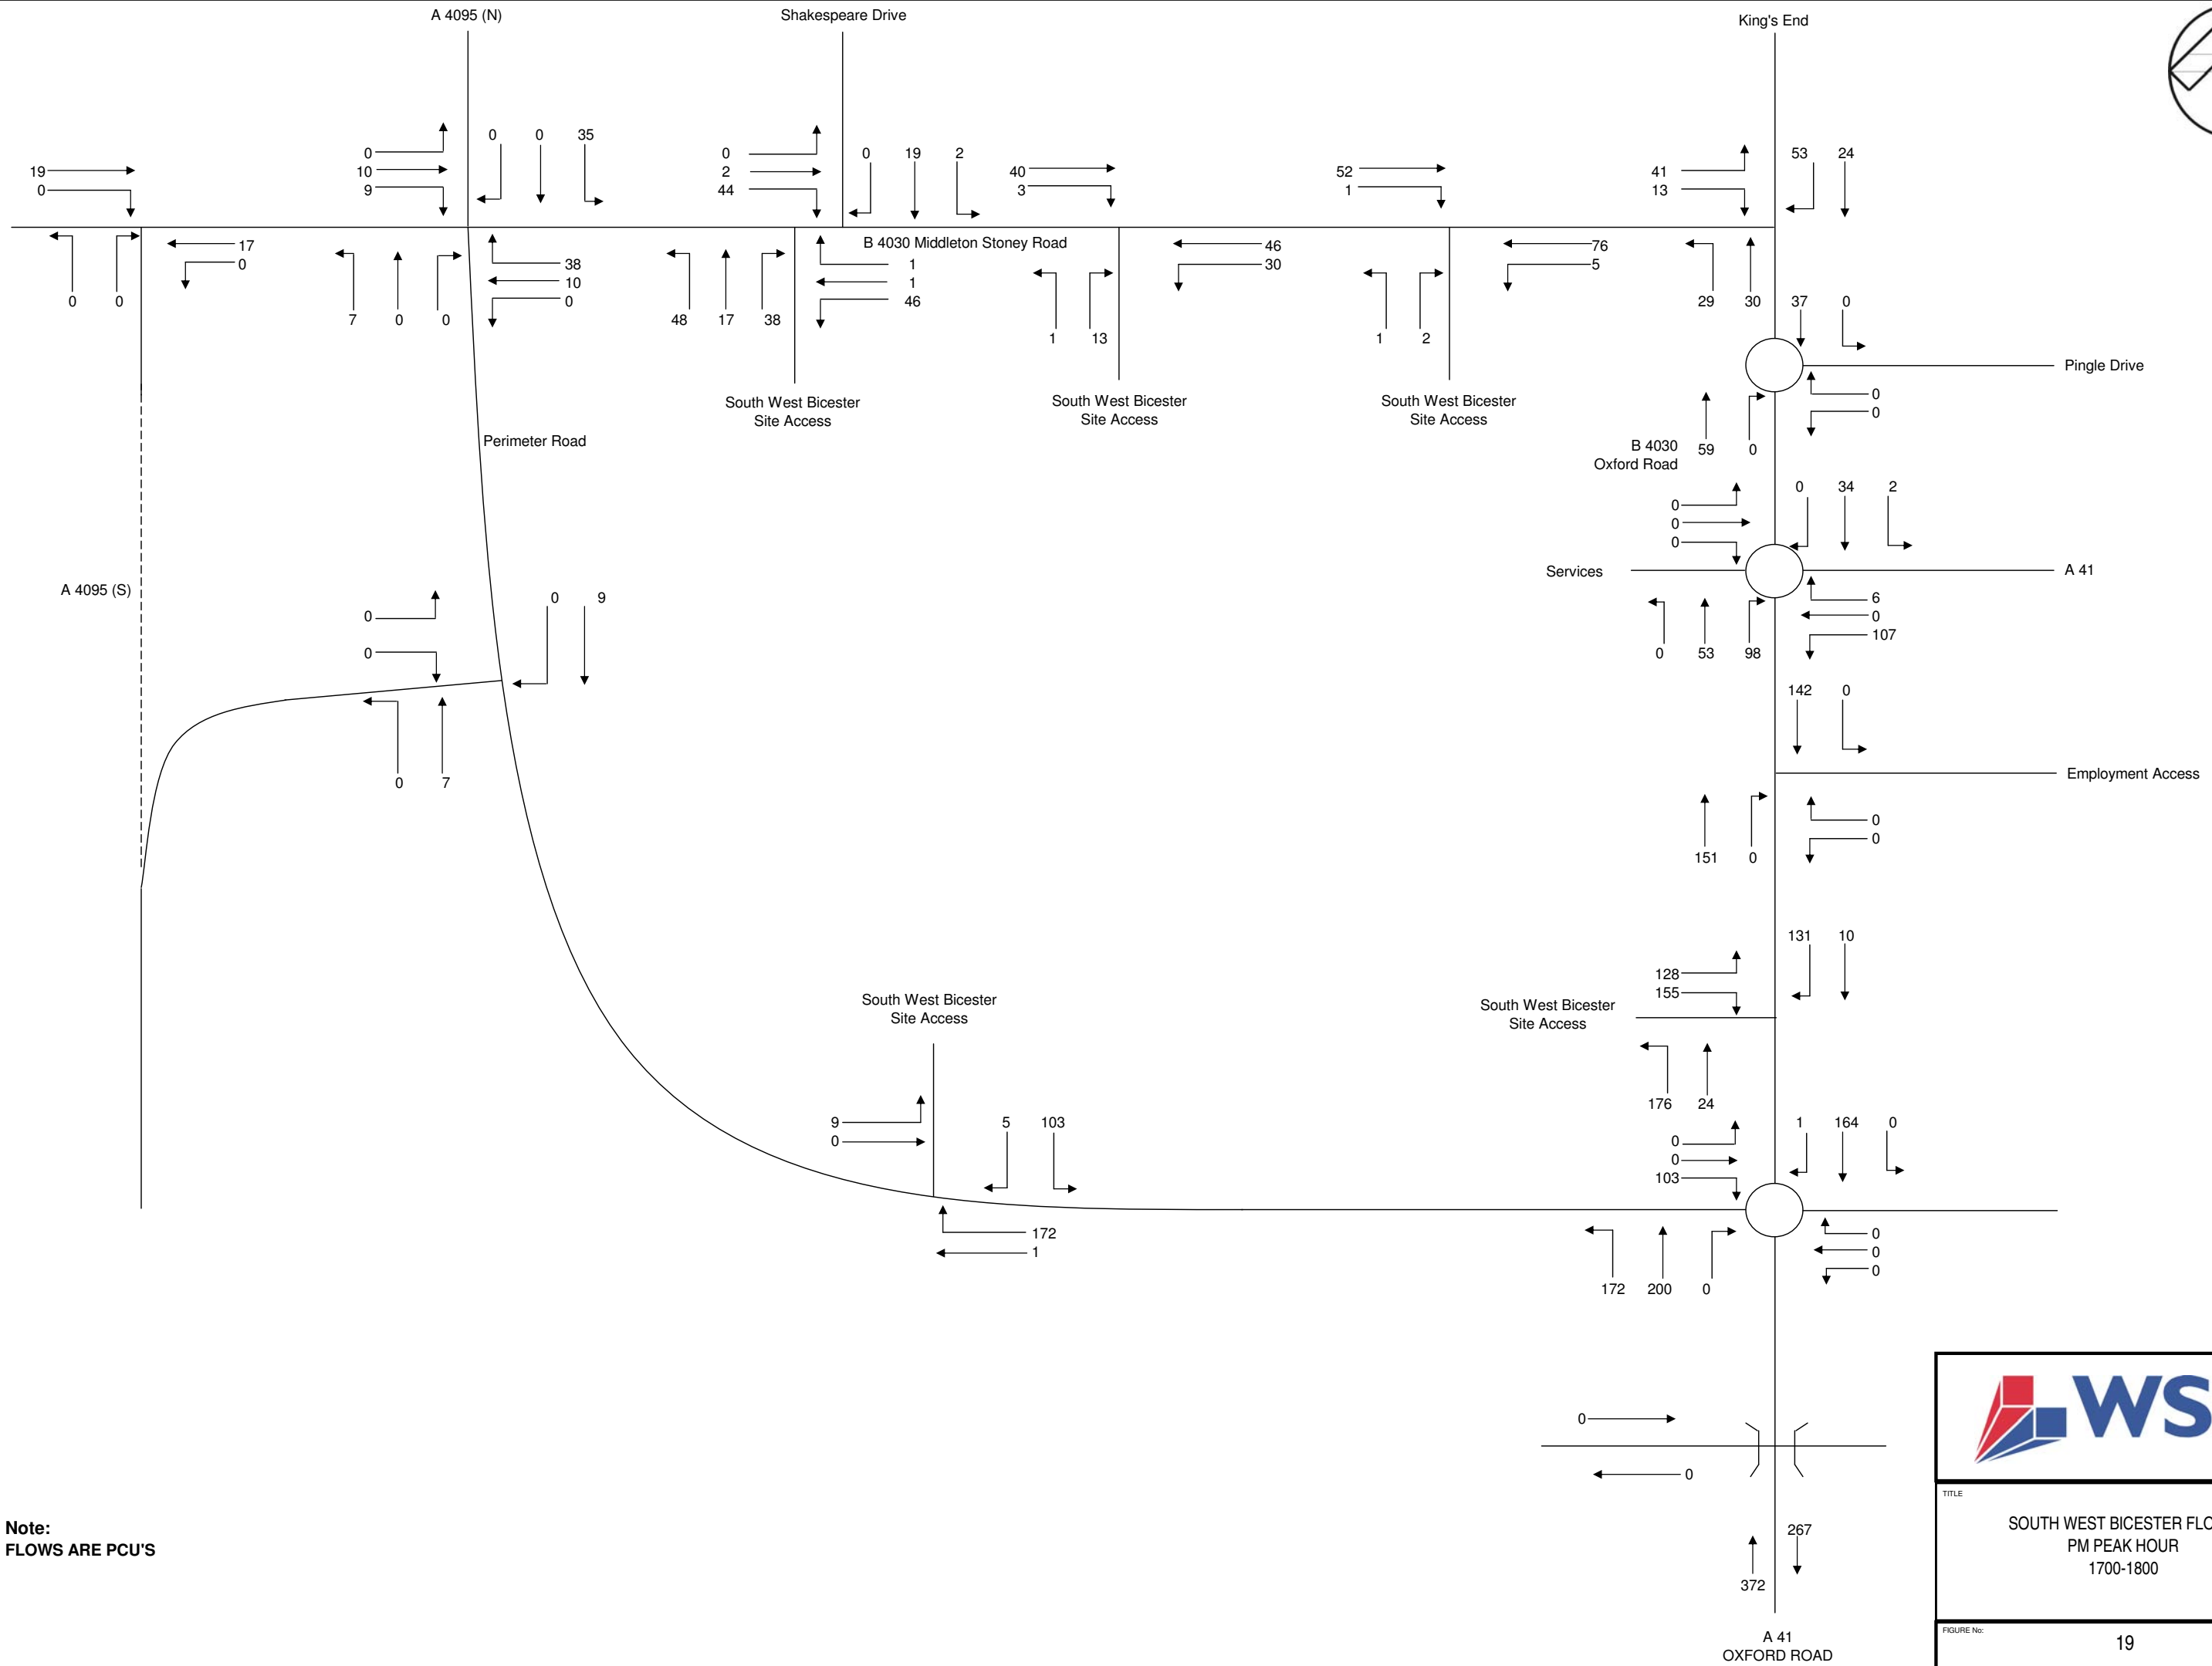 A 4095 (N)
Shakespeare Drive
King's End
0 0 35
0
10
9
19
0
0
2
44
0 19 2
40
3
52
1
41
13
53 24
17
0
0 0
38
10
0
7 0 0
B 4030 Middleton Stoney Road
1
1
46
48 17 38
46
30
1 13
76
5
1 2
29 30 37 0
Pingle Drive
0
0
South West Bicester
Site Access
South West Bicester
Site Access
South West Bicester
Site Access
Perimeter Road
B 4030
Oxford Road
59 0
0 34 2
0
0
0
Services
A 41
A 4095 (S)
6
0
107
0 53 98
0
0
0 9
0 7
142 0
Employment Access
0
0
151 0
131 10
128
155
South West Bicester
Site Access
South West Bicester
Site Access
176 24
9
0
5 103
172
1
1 164 0
0
0
103
0
0
0
172 200 0
0
0
267
372
A 41
OXFORD ROAD
Note:
FLOWS ARE PCU'S
WS
TITLE
SOUTH WEST BICESTER FLO
PM PEAK HOUR
1700-1800
FIGURE No:
19